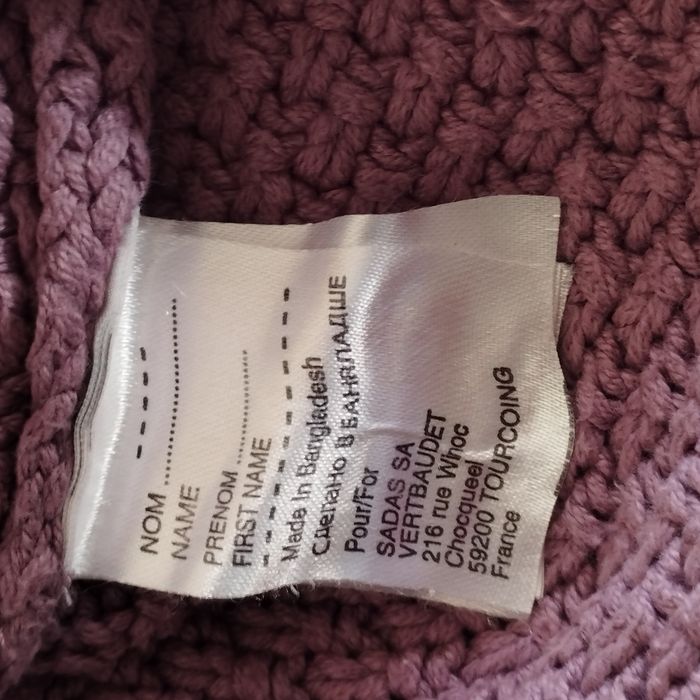 NOM ....................
NAME
PRENOM ................
FIRST NAME
Made In Bangladesh
Сделано в БАНЯЛАДШЕ
Pour/For
SADAS SA
VERTBAUDET
216 rue Whoc
Chocqueel
59200 TOURCOING
France